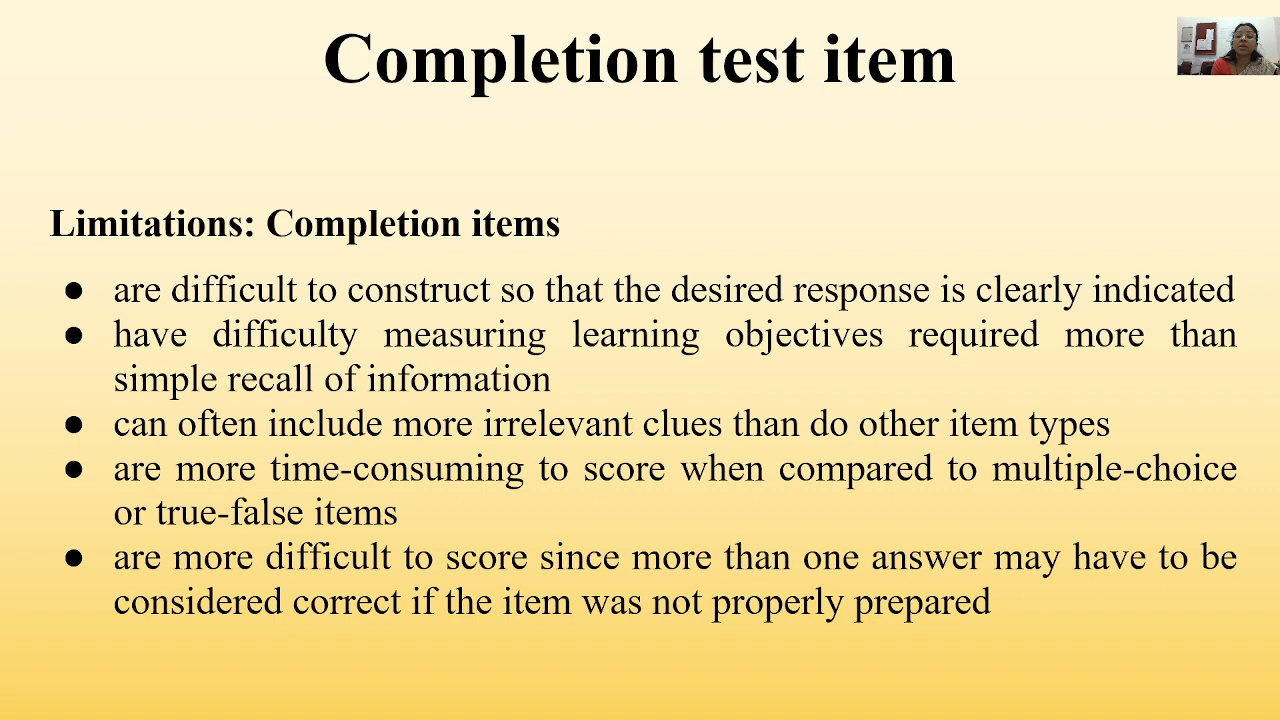 Completion test item
Limitations: Completion items
● are difficult to construct so that the desired response is clearly indicated
● have difficulty measuring learning objectives required more than
simple recall of information
● can often include more irrelevant clues than do other item types
● are more time-consuming to score when compared to multiple-choice
or true-false items
● are more difficult to score since more than one answer may have to be
considered correct if the item was not properly prepared